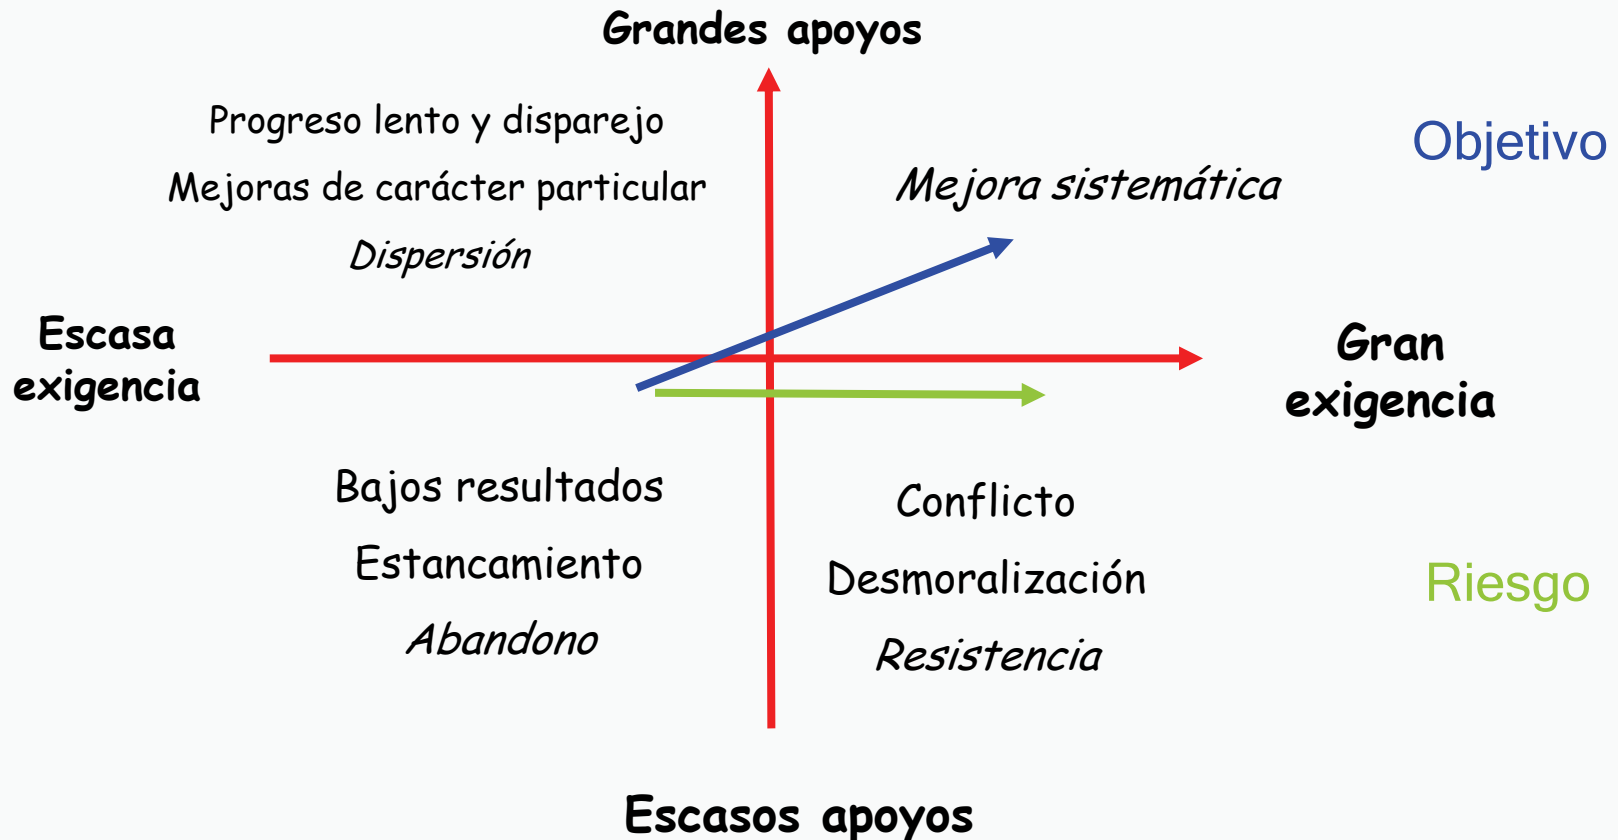 Grandes apoyos
Progreso lento y disparejo
Mejoras de carácter particular
Dispersión
Mejora sistemática
Objetivo
Escasa
exigencia
Gran
exigencia
Bajos resultados
Estancamiento
Abandono
Conflicto
Desmoralización
Resistencia
Riesgo
Escasos apoyos